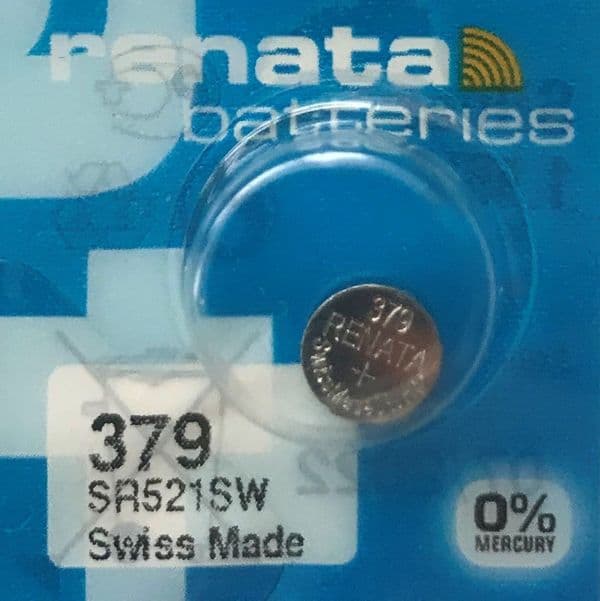 renata
batteries
379
RENATA
+
379
SR521SW
Swiss Made
0%
MERCURY